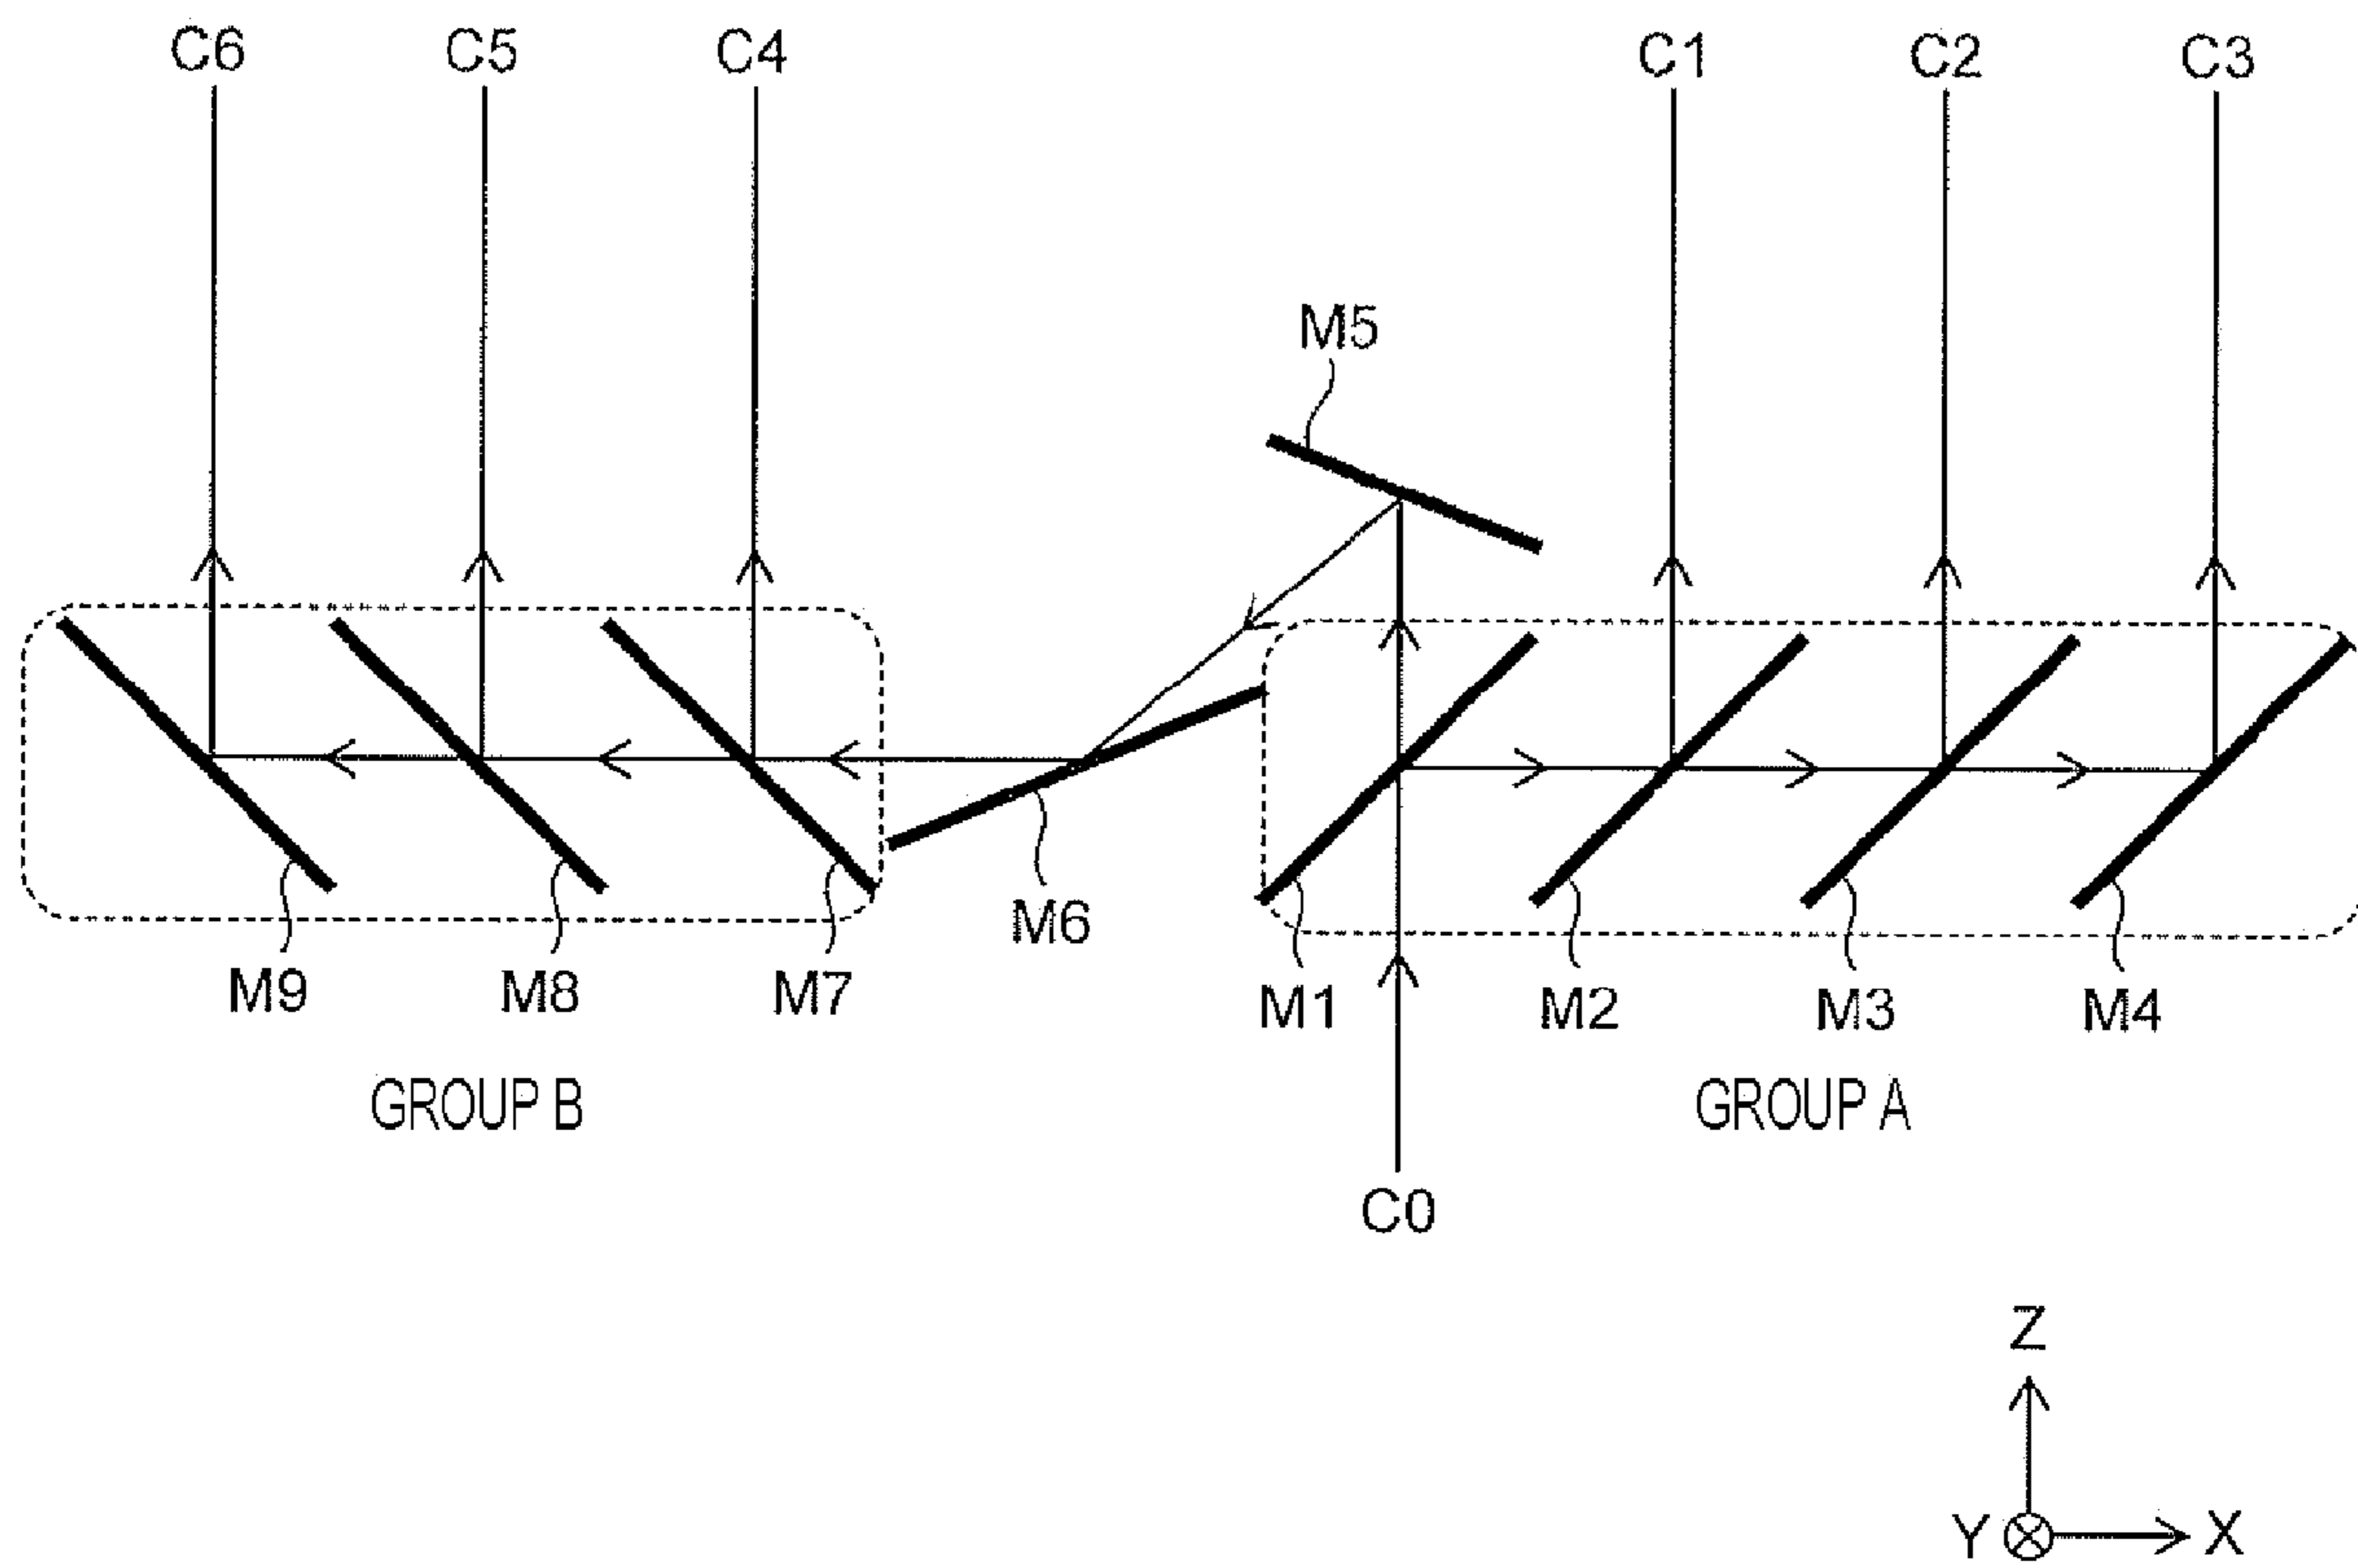 C6 C5 C4 C1 C2 C3
M5
M6
M9 M8 M7 M1 M2 M3 M4
GROUP B GROUP A
C0
Z
Y X